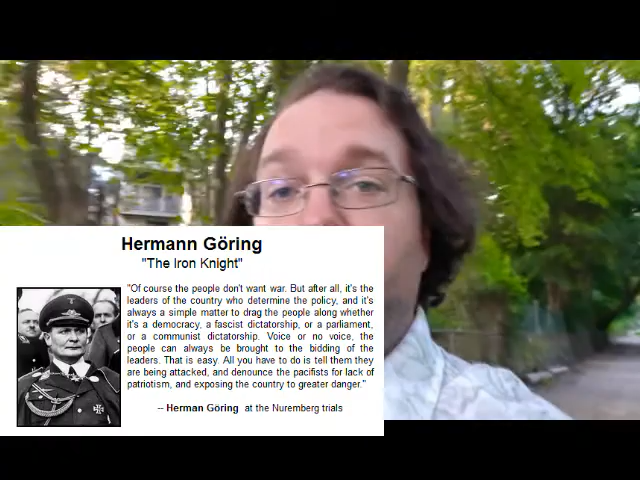 Hermann Göring
"The Iron Knight"
"Of course the people don't want war. But after all, it's the
leaders of the country who determine the policy, and it's
always a simple matter to drag the people along whether
it's a democracy, a fascist dictatorship, or a parliament,
or a communist dictatorship. Voice or no voice, the
people can always be brought to the bidding of the
leaders. That is easy. All you have to do is tell them they
are being attacked, and denounce the pacifists for lack of
patriotism, and exposing the country to greater danger."
-- Herman Göring at the Nuremberg trials